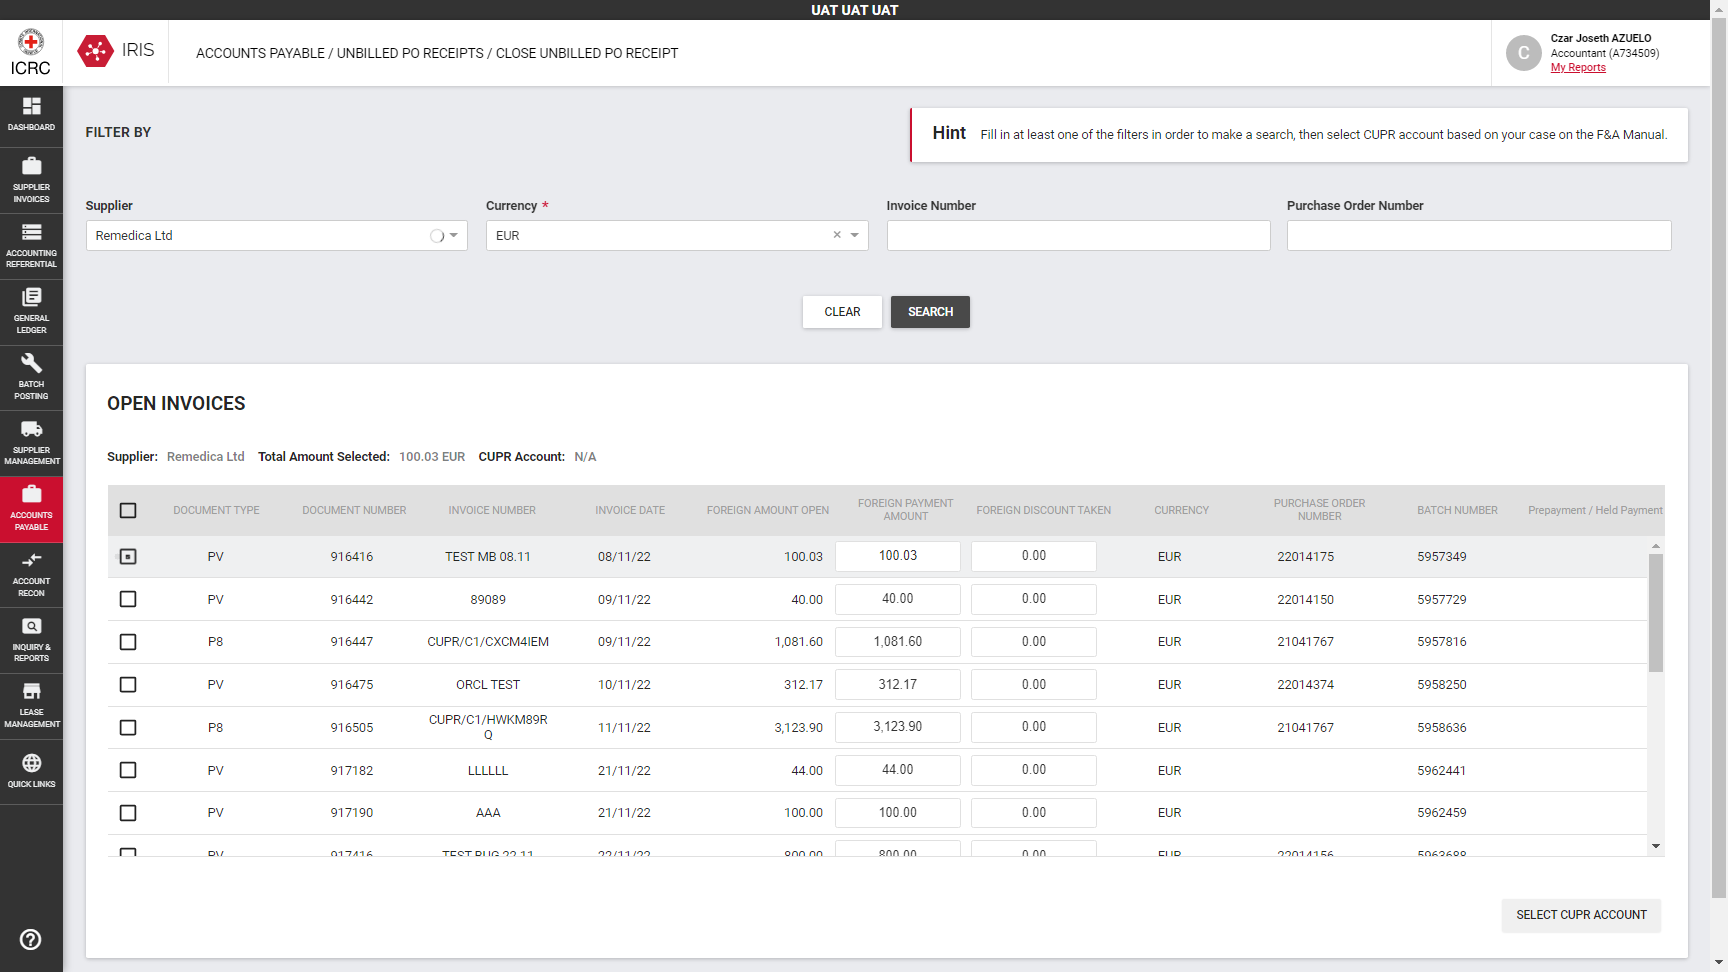 UAT UAT UAT
ICRC
IRIS
ACCOUNTS PAYABLE / UNBILLED PO RECEIPTS / CLOSE UNBILLED PO RECEIPT
C
Czar Joseth AZUELO
Accountant (A734509)
My Reports
DASHBOARD
SUPPLIER
INVOICES
ACCOUNTING
REFERENTIAL
GENERAL
LEDGER
BATCH
POSTING
SUPPLIER
MANAGEMENT
ACCOUNTS
PAYABLE
ACCOUNT
RECON
INQUIRY &
REPORTS
LEASE
MANAGEMENT
QUICK LINKS
FILTER BY
Hint Fill in at least one of the filters in order to make a search, then select CUPR account based on your case on the F&A Manual.
Supplier Currency * Invoice Number Purchase Order Number
Remedica Ltd EUR
CLEAR SEARCH
OPEN INVOICES
Supplier: Remedica Ltd Total Amount Selected: 100.03 EUR CUPR Account: N/A
DOCUMENT TYPE DOCUMENT NUMBER INVOICE NUMBER INVOICE DATE FOREIGN AMOUNT OPEN FOREIGN PAYMENT AMOUNT FOREIGN DISCOUNT TAKEN CURRENCY PURCHASE ORDER NUMBER BATCH NUMBER Prepayment / Held Payment
PV 916416 TEST MB 08.11 08/11/22 100.03 100.03 0.00 EUR 22014175 5957349
PV 916442 89089 09/11/22 40.00 40.00 0.00 EUR 22014150 5957729
P8 916447 CUPR/C1/CXCM4IEM 09/11/22 1,081.60 1,081.60 0.00 EUR 21041767 5957816
PV 916475 ORCL TEST 10/11/22 312.17 312.17 0.00 EUR 22014374 5958250
P8 916505 CUPR/C1/HWKM89RQ 11/11/22 3,123.90 3,123.90 0.00 EUR 21041767 5958636
PV 917182 LLLLLL 21/11/22 44.00 44.00 0.00 EUR 5962441
PV 917190 AAA 21/11/22 100.00 100.00 0.00 EUR 5962459
PV 917416 TEST BUG 22.11 22/11/22 800.00 800.00 0.00 EUR 22014156 5963688
SELECT CUPR ACCOUNT